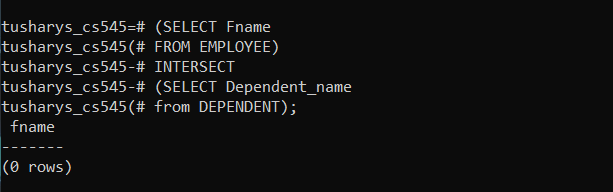 tusharys_cs545=# (SELECT Fname
tusharys_cs545(# FROM EMPLOYEE)
tusharys_cs545-# INTERSECT
tusharys_cs545-# (SELECT Dependent_name
tusharys_cs545(# from DEPENDENT);
 fname
-------
(0 rows)